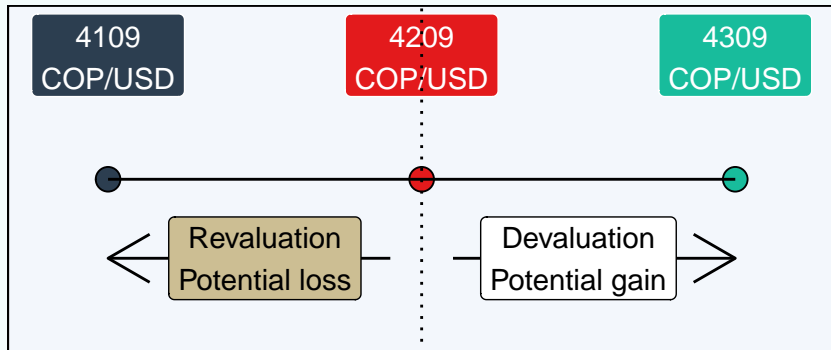 4109
COP/USD
4209
COP/USD
4309
COP/USD
Revaluation
Potential loss
Devaluation
Potential gain